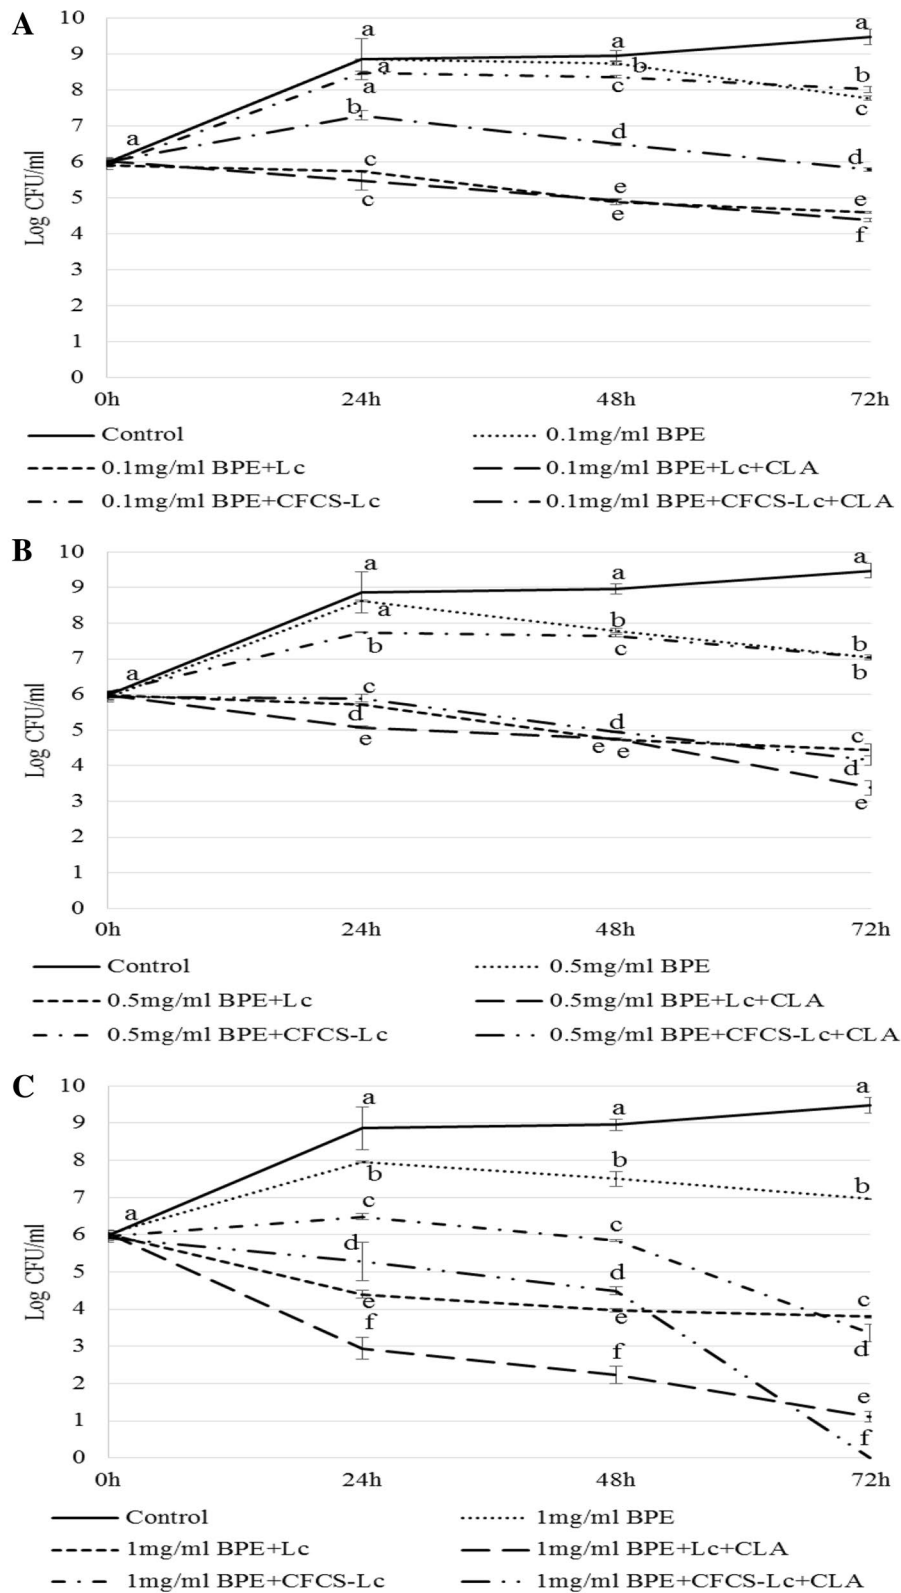 A
10
a
a
a
9
a
b
b
8
a
c
c
b
7
d
a
d
6
c
e
e
5
c
e
f
4
3
2
1
0
Log CFU/ml
0h 24h 48h 72h
Control 0.1mg/ml BPE
0.1mg/ml BPE+Lc 0.1mg/ml BPE+Lc+CLA
0.1mg/ml BPE+CFCS-Lc 0.1mg/ml BPE+CFCS-Lc+CLA
B
10
a
a
a
9
a
b
8
b
c
b
7
b
a
c
6
d
d
c
5
e
e e
d
4
e
3
2
1
0
Log CFU/ml
0h 24h 48h 72h
Control 0.5mg/ml BPE
0.5mg/ml BPE+Lc 0.5mg/ml BPE+Lc+CLA
0.5mg/ml BPE+CFCS-Lc 0.5mg/ml BPE+CFCS-Lc+CLA
C
10
a
a
a
9
8
b
b
b
7
c
a
c
6
d
d
5
e
c
4
e
f
f
d
3
2
e
1
f
0
Log CFU/ml
0h 24h 48h 72h
Control 1mg/ml BPE
1mg/ml BPE+Lc 1mg/ml BPE+Lc+CLA
1mg/ml BPE+CFCS-Lc 1mg/ml BPE+CFCS-Lc+CLA